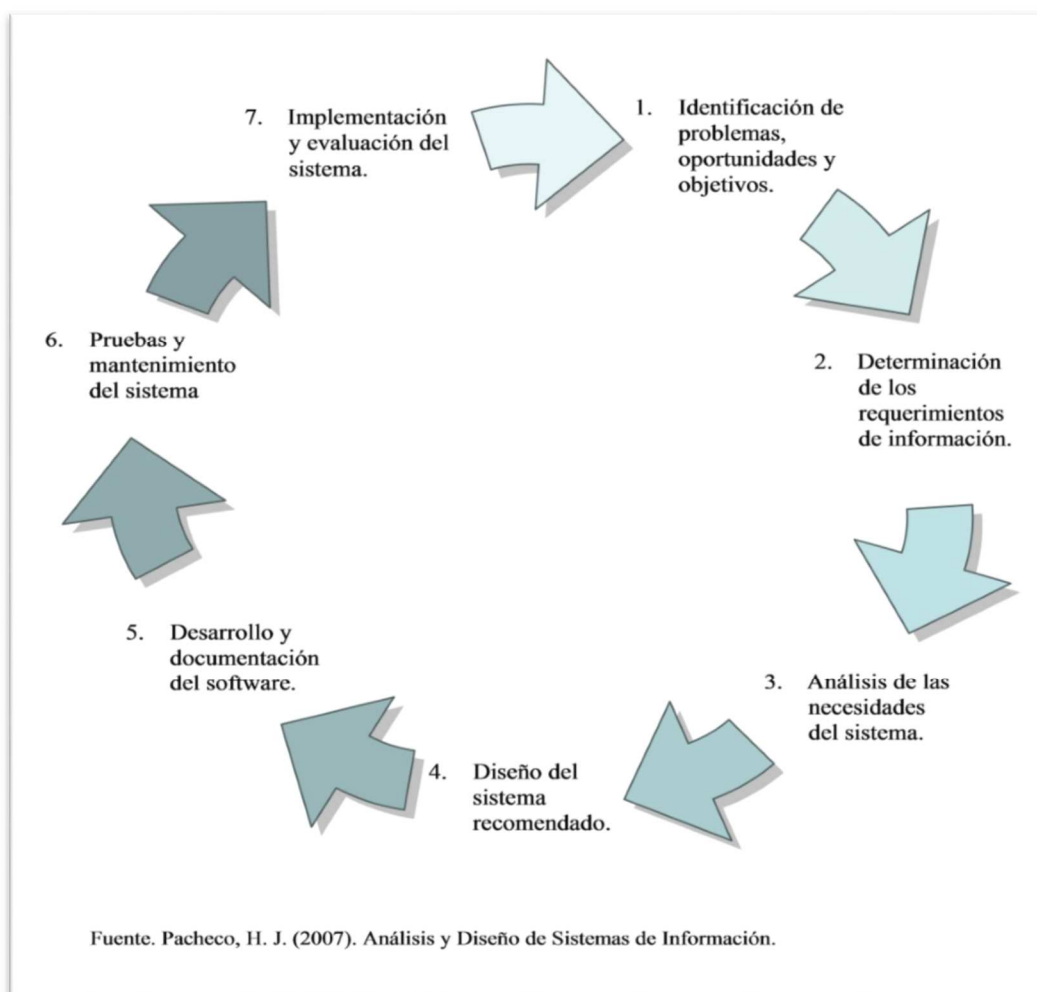 1. Identificación de
problemas,
oportunidades y
objetivos.
2. Determinación
de los
requerimientos
de información.
3. Análisis de las
necesidades
del sistema.
4. Diseño del
sistema
recomendado.
5. Desarrollo y
documentación
del software.
6. Pruebas y
mantenimiento
del sistema
7. Implementación
y evaluación del
sistema.
Fuente. Pacheco, H. J. (2007). Análisis y Diseño de Sistemas de Información.